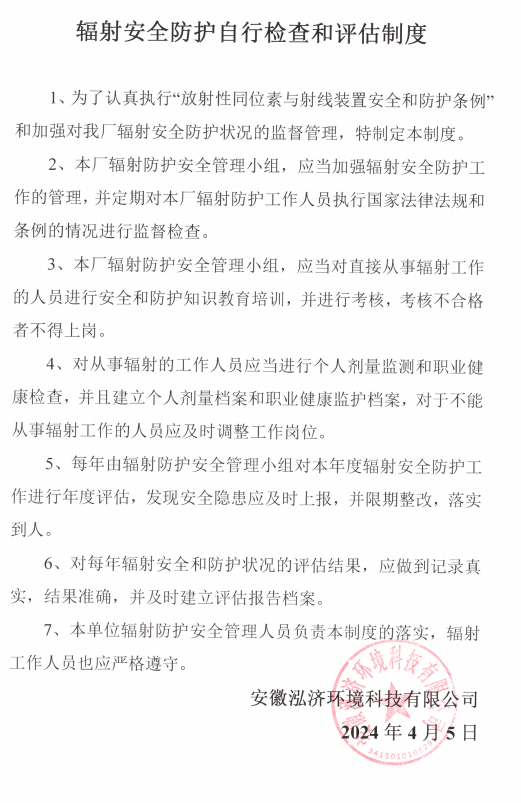 辐射安全防护自行检查和评估制度
1、为了认真执行“放射性同位素与射线装置安全和防护条例”
和加强对我厂辐射安全防护状况的监督管理，特制定本制度。
2、本厂辐射防护安全管理小组，应当加强辐射安全防护工
作的管理，并定期对本厂辐射防护工作人员执行国家法律法规和
条例的情况进行监督检查。
3、本厂辐射防护安全管理小组，应当对直接从事辐射工作
的人员进行安全和防护知识教育培训，并进行考核，考核不合格
者不得上岗。
4、对从事辐射的工作人员应当进行个人剂量监测和职业健
康检查，并且建立个人剂量档案和职业健康监护档案，对于不能
从事辐射工作的人员应及时调整工作岗位。
5、每年由辐射防护安全管理小组对本年度辐射安全防护工
作进行年度评估，发现安全隐患应及时上报，并限期整改，落实
到人。
6、对每年辐射安全和防护状况的评估结果，应做到记录真
实，结果准确，并及时建立评估报告档案。
7、本单位辐射防护安全管理人员负责本制度的落实，辐射
工作人员也应严格遵守。
安徽泓济环境科技有限公司
2024 年 4 月 5 日